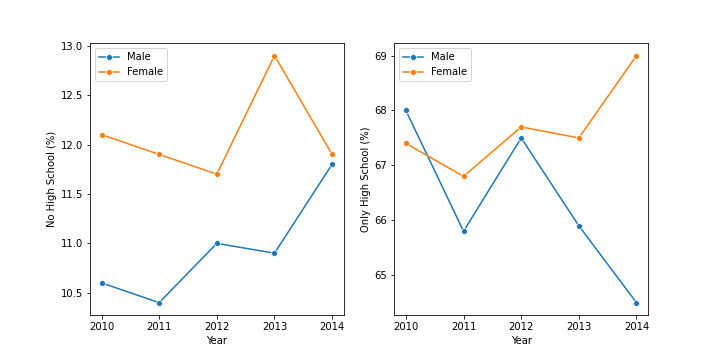 13.0
12.5
12.0
11.5
11.0
10.5
No High School (%)
Male
Female
2010 2011 2012 2013 2014
Year
69
68
67
66
65
Only High School (%)
Male
Female
2010 2011 2012 2013 2014
Year